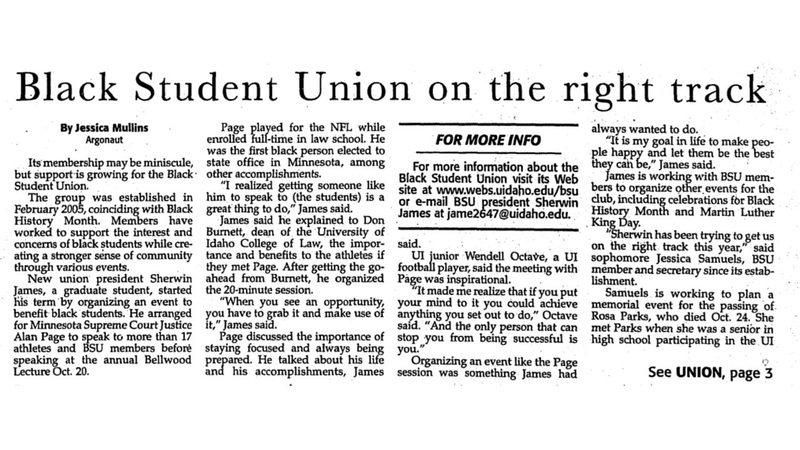 Black Student Union on the right track
By Jessica Mullins
Argonaut
Its membership may be miniscule,
but support is growing for the Black
Student Union.
The group was established in
February 2005, coinciding with Black
History Month. Members have
worked to support the interest and
concerns of black students while cre-
ating a stronger sense of community
through various events.
New union president Sherwin
James, a graduate student, started
his term by organizing an event to
benefit black students. He arranged
for Minnesota Supreme Court Justice
Alan Page to speak to more than 17
athletes and BSU members before
speaking at the annual Bellwood
Lecture Oct. 20.
Page played for the NFL while
enrolled full-time in law school. He
was the first black person elected to
state office in Minnesota, among
other accomplishments.
"I realized getting someone like
him to speak to (the students) is a
great thing to do," James said.
James said he explained to Don
Burnett, dean of the University of
Idaho College of Law, the impor-
tance and benefits to the athletes if
they met Page. After getting the go-
ahead from Burnett, he organized
the 20-minute session.
"When you see an opportunity,
you have to grab it and make use of
it," James said.
Page discussed the importance of
staying focused and always being
prepared. He talked about his life
and his accomplishments, James
FOR MORE INFO
For more information about the
Black Student Union visit its Web
site at www.webs.uidaho.edu/bsu
or e-mail BSU president Sherwin
James at jame2647@uidaho.edu.
said.
UI junior Wendell Octave, a UI
football player, said the meeting with
Page was inspirational.
"It made me realize that if you put
your mind to it you could achieve
anything you set out to do," Octave
said. "And the only person that can
stop you from being successful is
you."
Organizing an event like the Page
session was something James had
always wanted to do.
"It is my goal in life to make peo-
ple happy and let them be the best
they can be," James said.
James is working with BSU mem-
bers to organize other events for the
club, including celebrations for Black
History Month and Martin Luther
King Day.
"Sherwin has been trying to get us
on the right track this year," said
sophomore Jessica Samuels, BSU
member and secretary since its estab-
lishment.
Samuels is working to plan a
memorial event for the passing of
Rosa Parks, who died Oct. 24. She
met Parks when she was a senior in
high school participating in the UI
See UNION, page 3